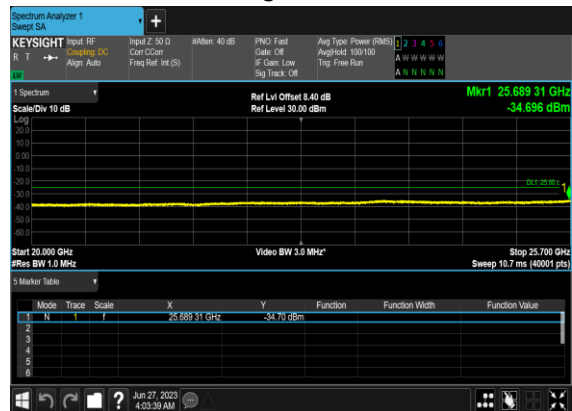 Spectrum Analyzer 1
Swept SA
+
KEYSIGHT Input: RF Input Z: 50 Ω #Atten: 40 dB PNO: Fast Avg Type: Power (RMS) 1 2 3 4 5 6
R T Coupling: DC Corr CCorr Gate: Off Avg|Hold: 100/100 A W W W W W
Align: Auto Freq Ref: Int (S) IF Gain: Low Trig: Free Run
Sig Track: Off A N N N N N
1 Spectrum Ref Lvl Offset 8.40 dB Mkr1 25.689 31 GHz
Scale/Div 10 dB Ref Level 30.00 dBm -34.696 dBm
Log
20.0
10.0
0.00
-10.0
-20.0
DL1 -25.00
1
-30.0
-40.0
-50.0
-60.0
Start 20.000 GHz Video BW 3.0 MHz* Stop 25.700 GHz
#Res BW 1.0 MHz Sweep 10.7 ms (40001 pts)
5 Marker Table
Mode Trace Scale X Y Function Function Width Function Value
1 N 1 f 25.689 31 GHz -34.70 dBm
2
3
4
5
6
? Jun 27, 2023
4:03:39 AM